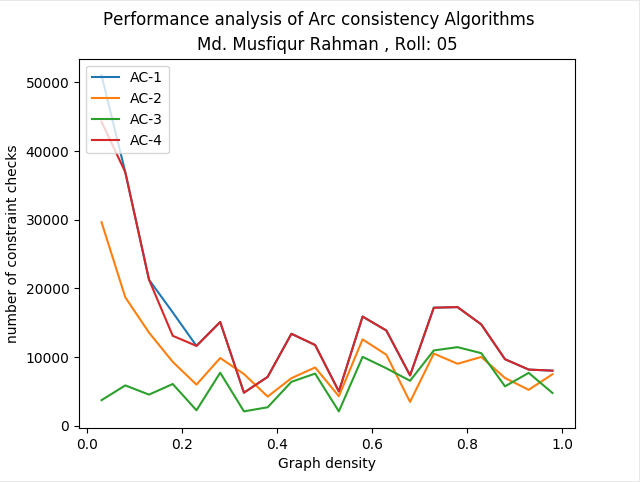 Performance analysis of Arc consistency Algorithms
Md. Musfiqur Rahman , Roll: 05
AC-1
AC-2
AC-3
AC-4
number of constraint checks
50000
40000
30000
20000
10000
0
0.0 0.2 0.4 0.6 0.8 1.0
Graph density